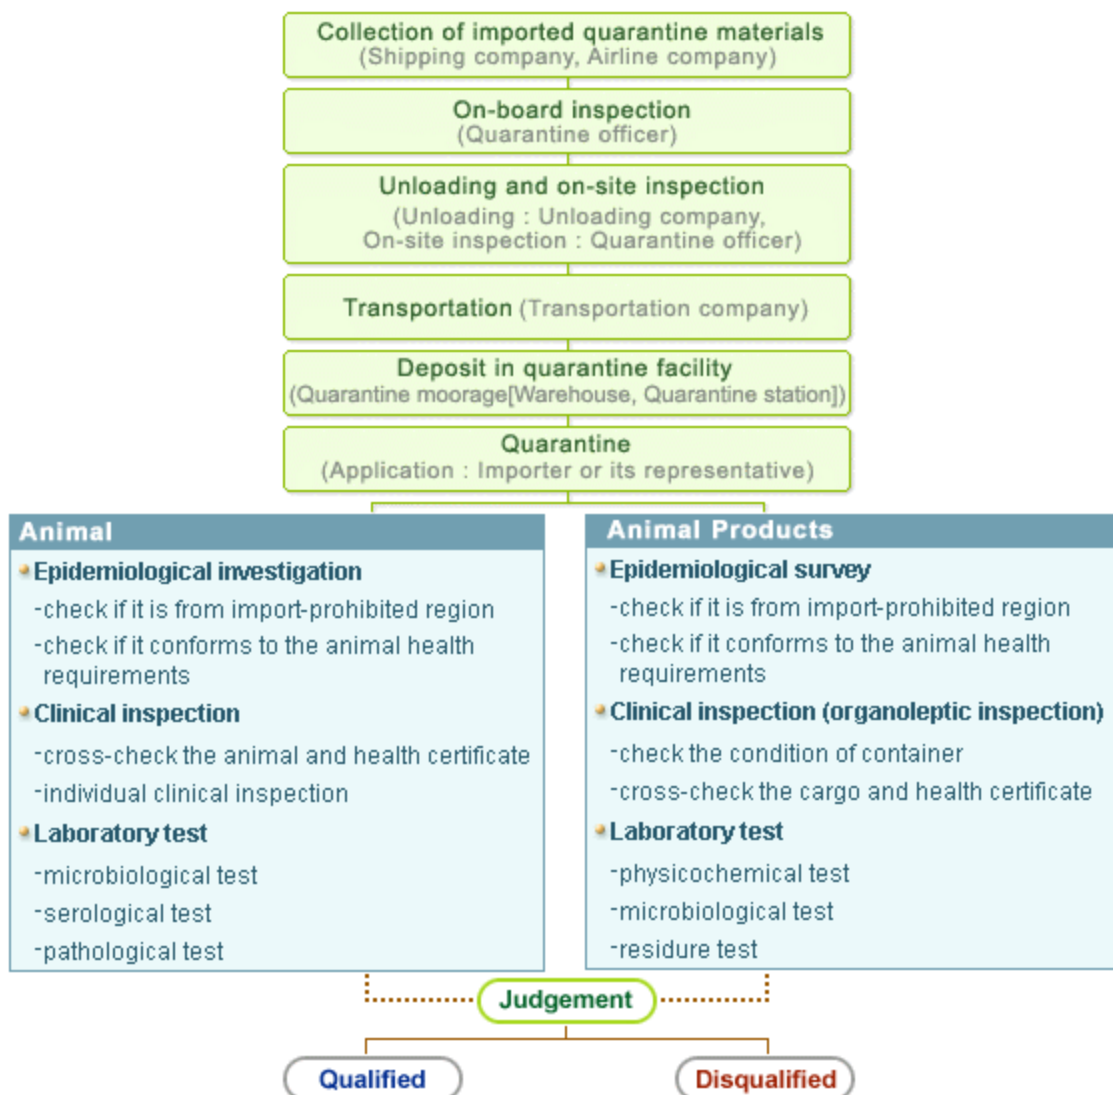 Collection of imported quarantine materials
(Shipping company, Airline company)
On-board inspection
(Quarantine officer)
Unloading and on-site inspection
(Unloading : Unloading company,
On-site inspection : Quarantine officer)
Transportation (Transportation company)
Deposit in quarantine facility
(Quarantine moorage[Warehouse, Quarantine station])
Quarantine
(Application : Importer or its representative)
Animal
Epidemiological investigation
-check if it is from import-prohibited region
-check if it conforms to the animal health
requirements
Clinical inspection
-cross-check the animal and health certificate
-individual clinical inspection
Laboratory test
-microbiological test
-serological test
-pathological test
Animal Products
Epidemiological survey
-check if it is from import-prohibited region
-check if it conforms to the animal health
requirements
Clinical inspection (organoleptic inspection)
-check the condition of container
-cross-check the cargo and health certificate
Laboratory test
-physicochemical test
-microbiological test
-residure test
Judgement
Qualified
Disqualified